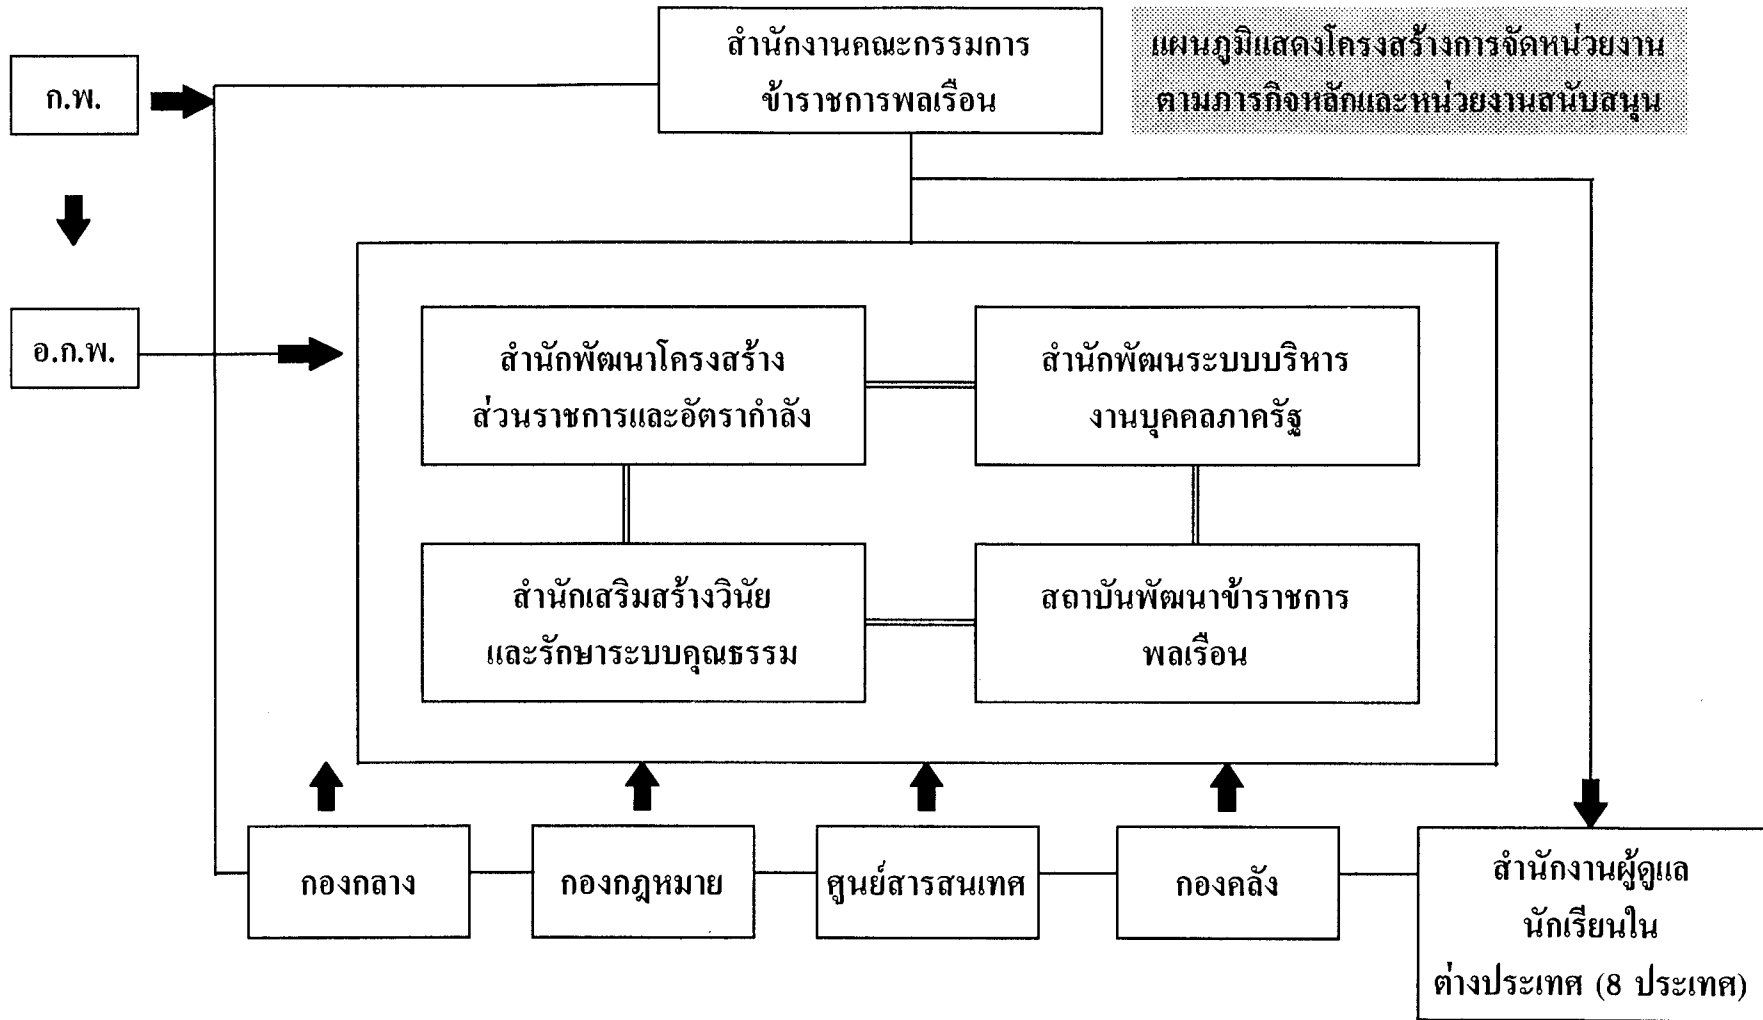 สำนักงานคณะกรรมการ
ข้าราชการพลเรือน
แผนภูมิแสดงโครงสร้างการจัดหน่วยงาน
ตามภารกิจหลักและหน่วยงานสนับสนุน
ก.พ.
อ.ก.พ.
สำนักพัฒนาโครงสร้าง
ส่วนราชการและอัตรากำลัง
สำนักพัฒนระบบบริหาร
งานบุคคลภาครัฐ
สำนักเสริมสร้างวินัย
และรักษาระบบคุณธรรม
สถาบันพัฒนาข้าราชการ
พลเรือน
กองกลาง
กองกฎหมาย
ศูนย์สารสนเทศ
กองคลัง
สำนักงานผู้ดูแล
นักเรียนใน
ต่างประเทศ (8 ประเทศ)